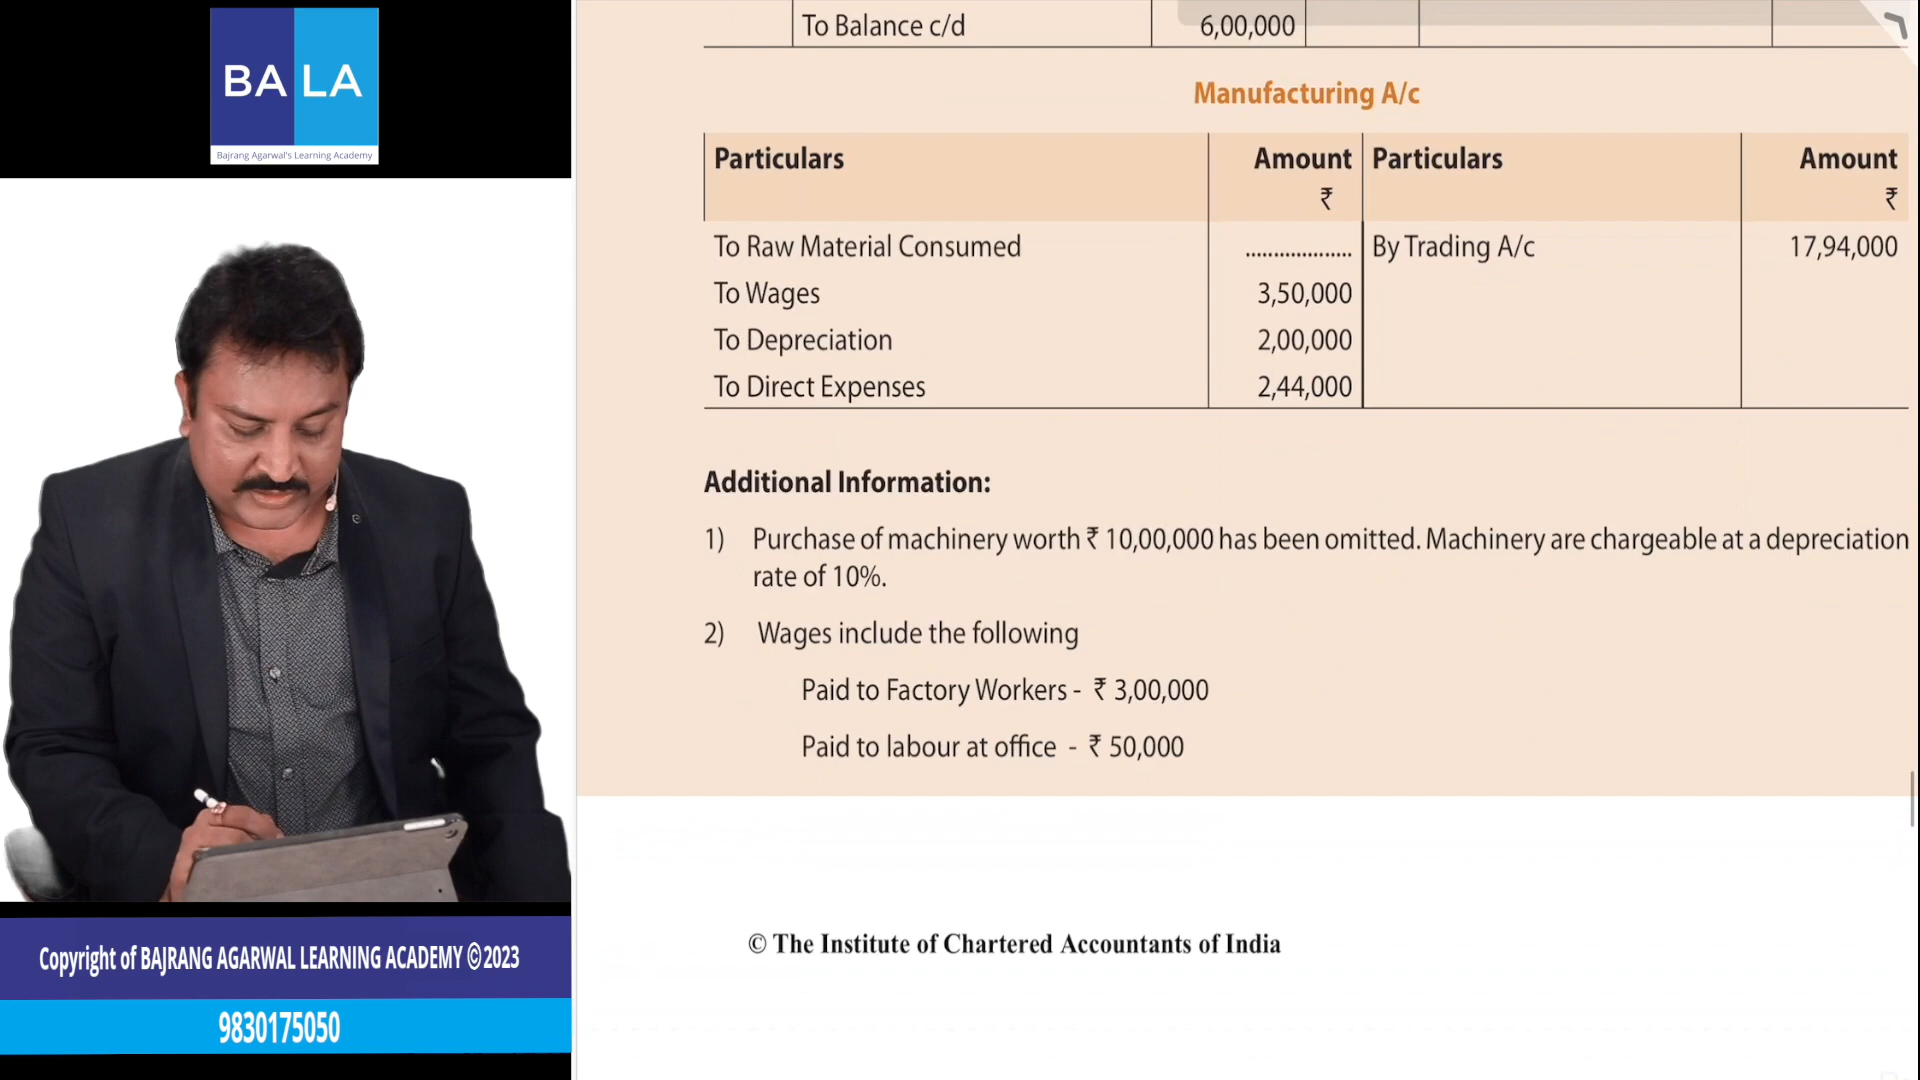 BA LA
Bajrang Agarwal's Learning Academy
To Balance c/d 6,00,000
Manufacturing A/c
Particulars Amount ₹ Particulars Amount ₹
To Raw Material Consumed ................... By Trading A/c 17,94,000
To Wages 3,50,000
To Depreciation 2,00,000
To Direct Expenses 2,44,000
Additional Information:
1) Purchase of machinery worth ₹ 10,00,000 has been omitted. Machinery are chargeable at a depreciation
rate of 10%.
2) Wages include the following
Paid to Factory Workers - ₹ 3,00,000
Paid to labour at office - ₹ 50,000
© The Institute of Chartered Accountants of India
Copyright of BAJRANG AGARWAL LEARNING ACADEMY © 2023
9830175050